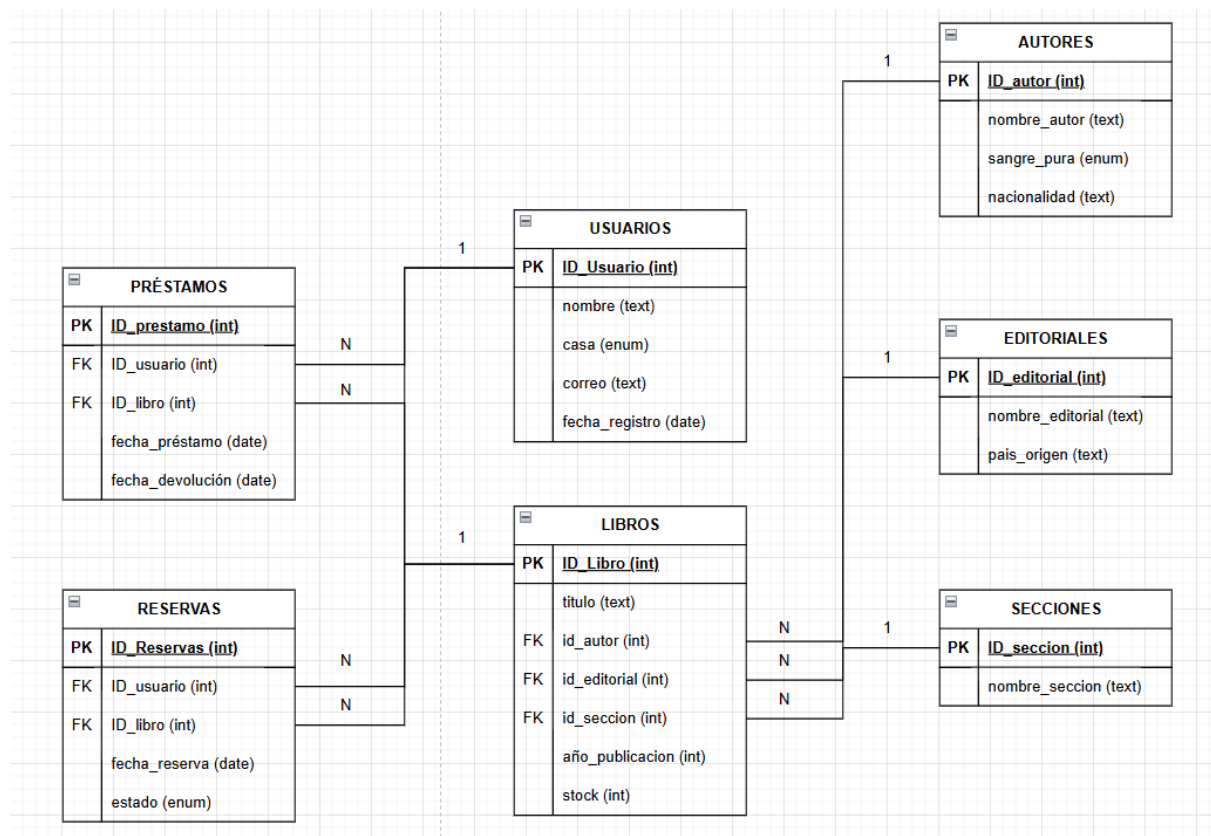 AUTORES
PK ID_autor (int)
nombre_autor (text)
sangre_pura (enum)
nacionalidad (text)
1
USUARIOS
PK ID_Usuario (int)
nombre (text)
casa (enum)
correo (text)
fecha_registro (date)
1
PRÉSTAMOS
PK ID_prestamo (int)
FK ID_usuario (int)
FK ID_libro (int)
fecha_préstamo (date)
fecha_devolución (date)
N
N
EDITORIALES
PK ID_editorial (int)
nombre_editorial (text)
pais_origen (text)
1
LIBROS
PK ID_Libro (int)
titulo (text)
FK id_autor (int)
FK id_editorial (int)
FK id_seccion (int)
año_publicacion (int)
stock (int)
1
N
N
N
RESERVAS
PK ID_Reservas (int)
FK ID_usuario (int)
FK ID_libro (int)
fecha_reserva (date)
estado (enum)
N
N
SECCIONES
PK ID_seccion (int)
nombre_seccion (text)
1